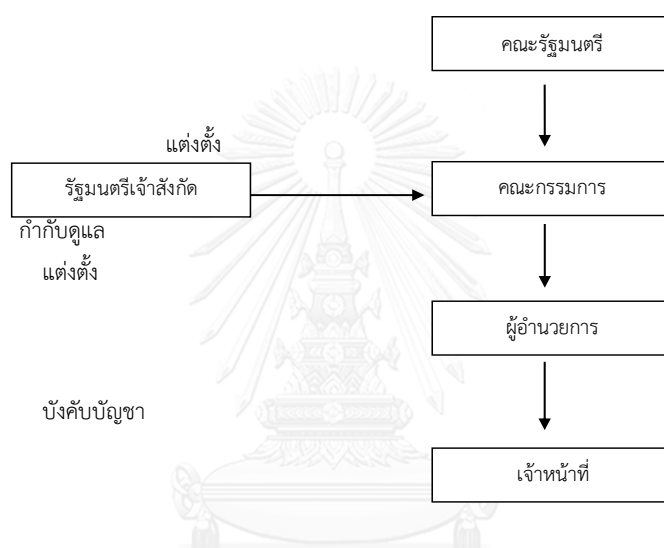 คณะรัฐมนตรี
แต่งตั้ง
รัฐมนตรีเจ้าสังกัด
คณะกรรมการ
กำกับดูแล
แต่งตั้ง
ผู้อำนวยการ
บังคับบัญชา
เจ้าหน้าที่